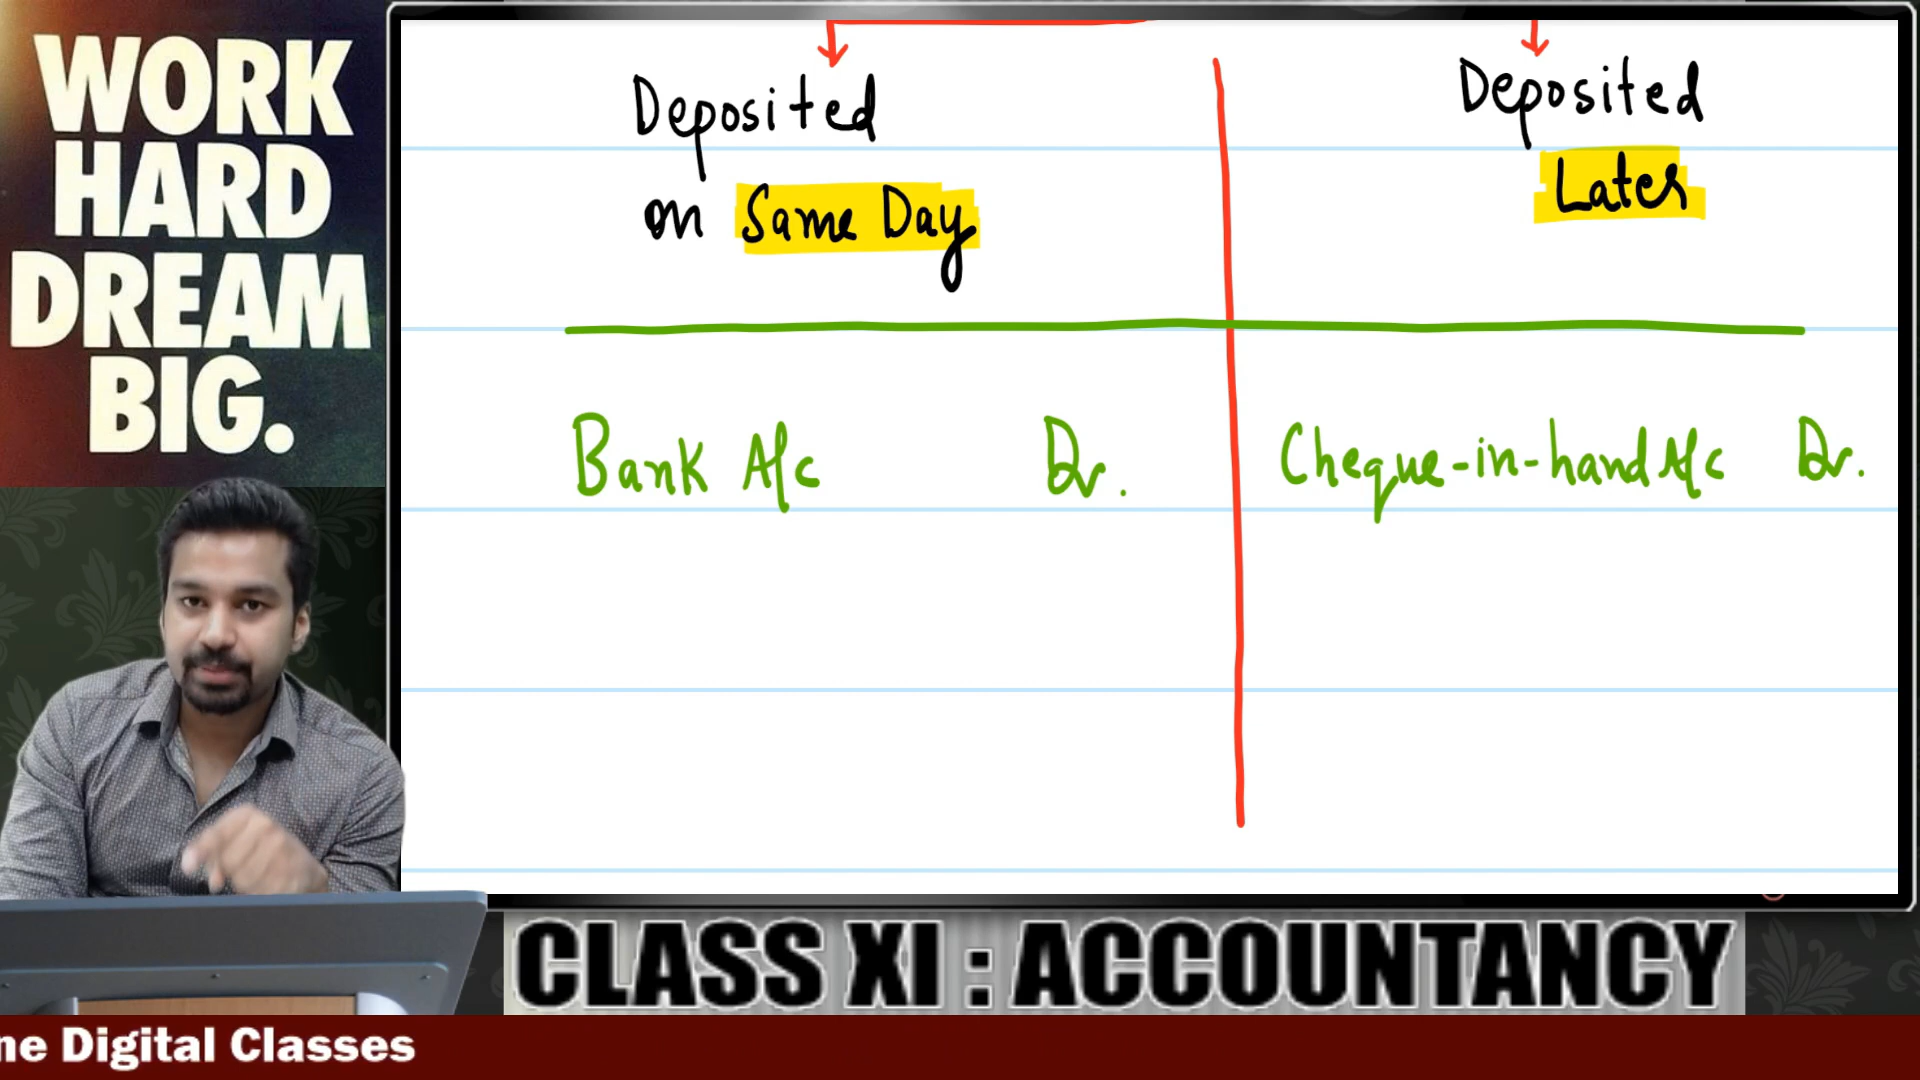 WORK
HARD
DREAM
BIG.
Deposited
on Same Day
Deposited
Later
Bank A/c Dr.
Cheque-in-hand A/c Dr.
CLASS XI : ACCOUNTANCY
ne Digital Classes